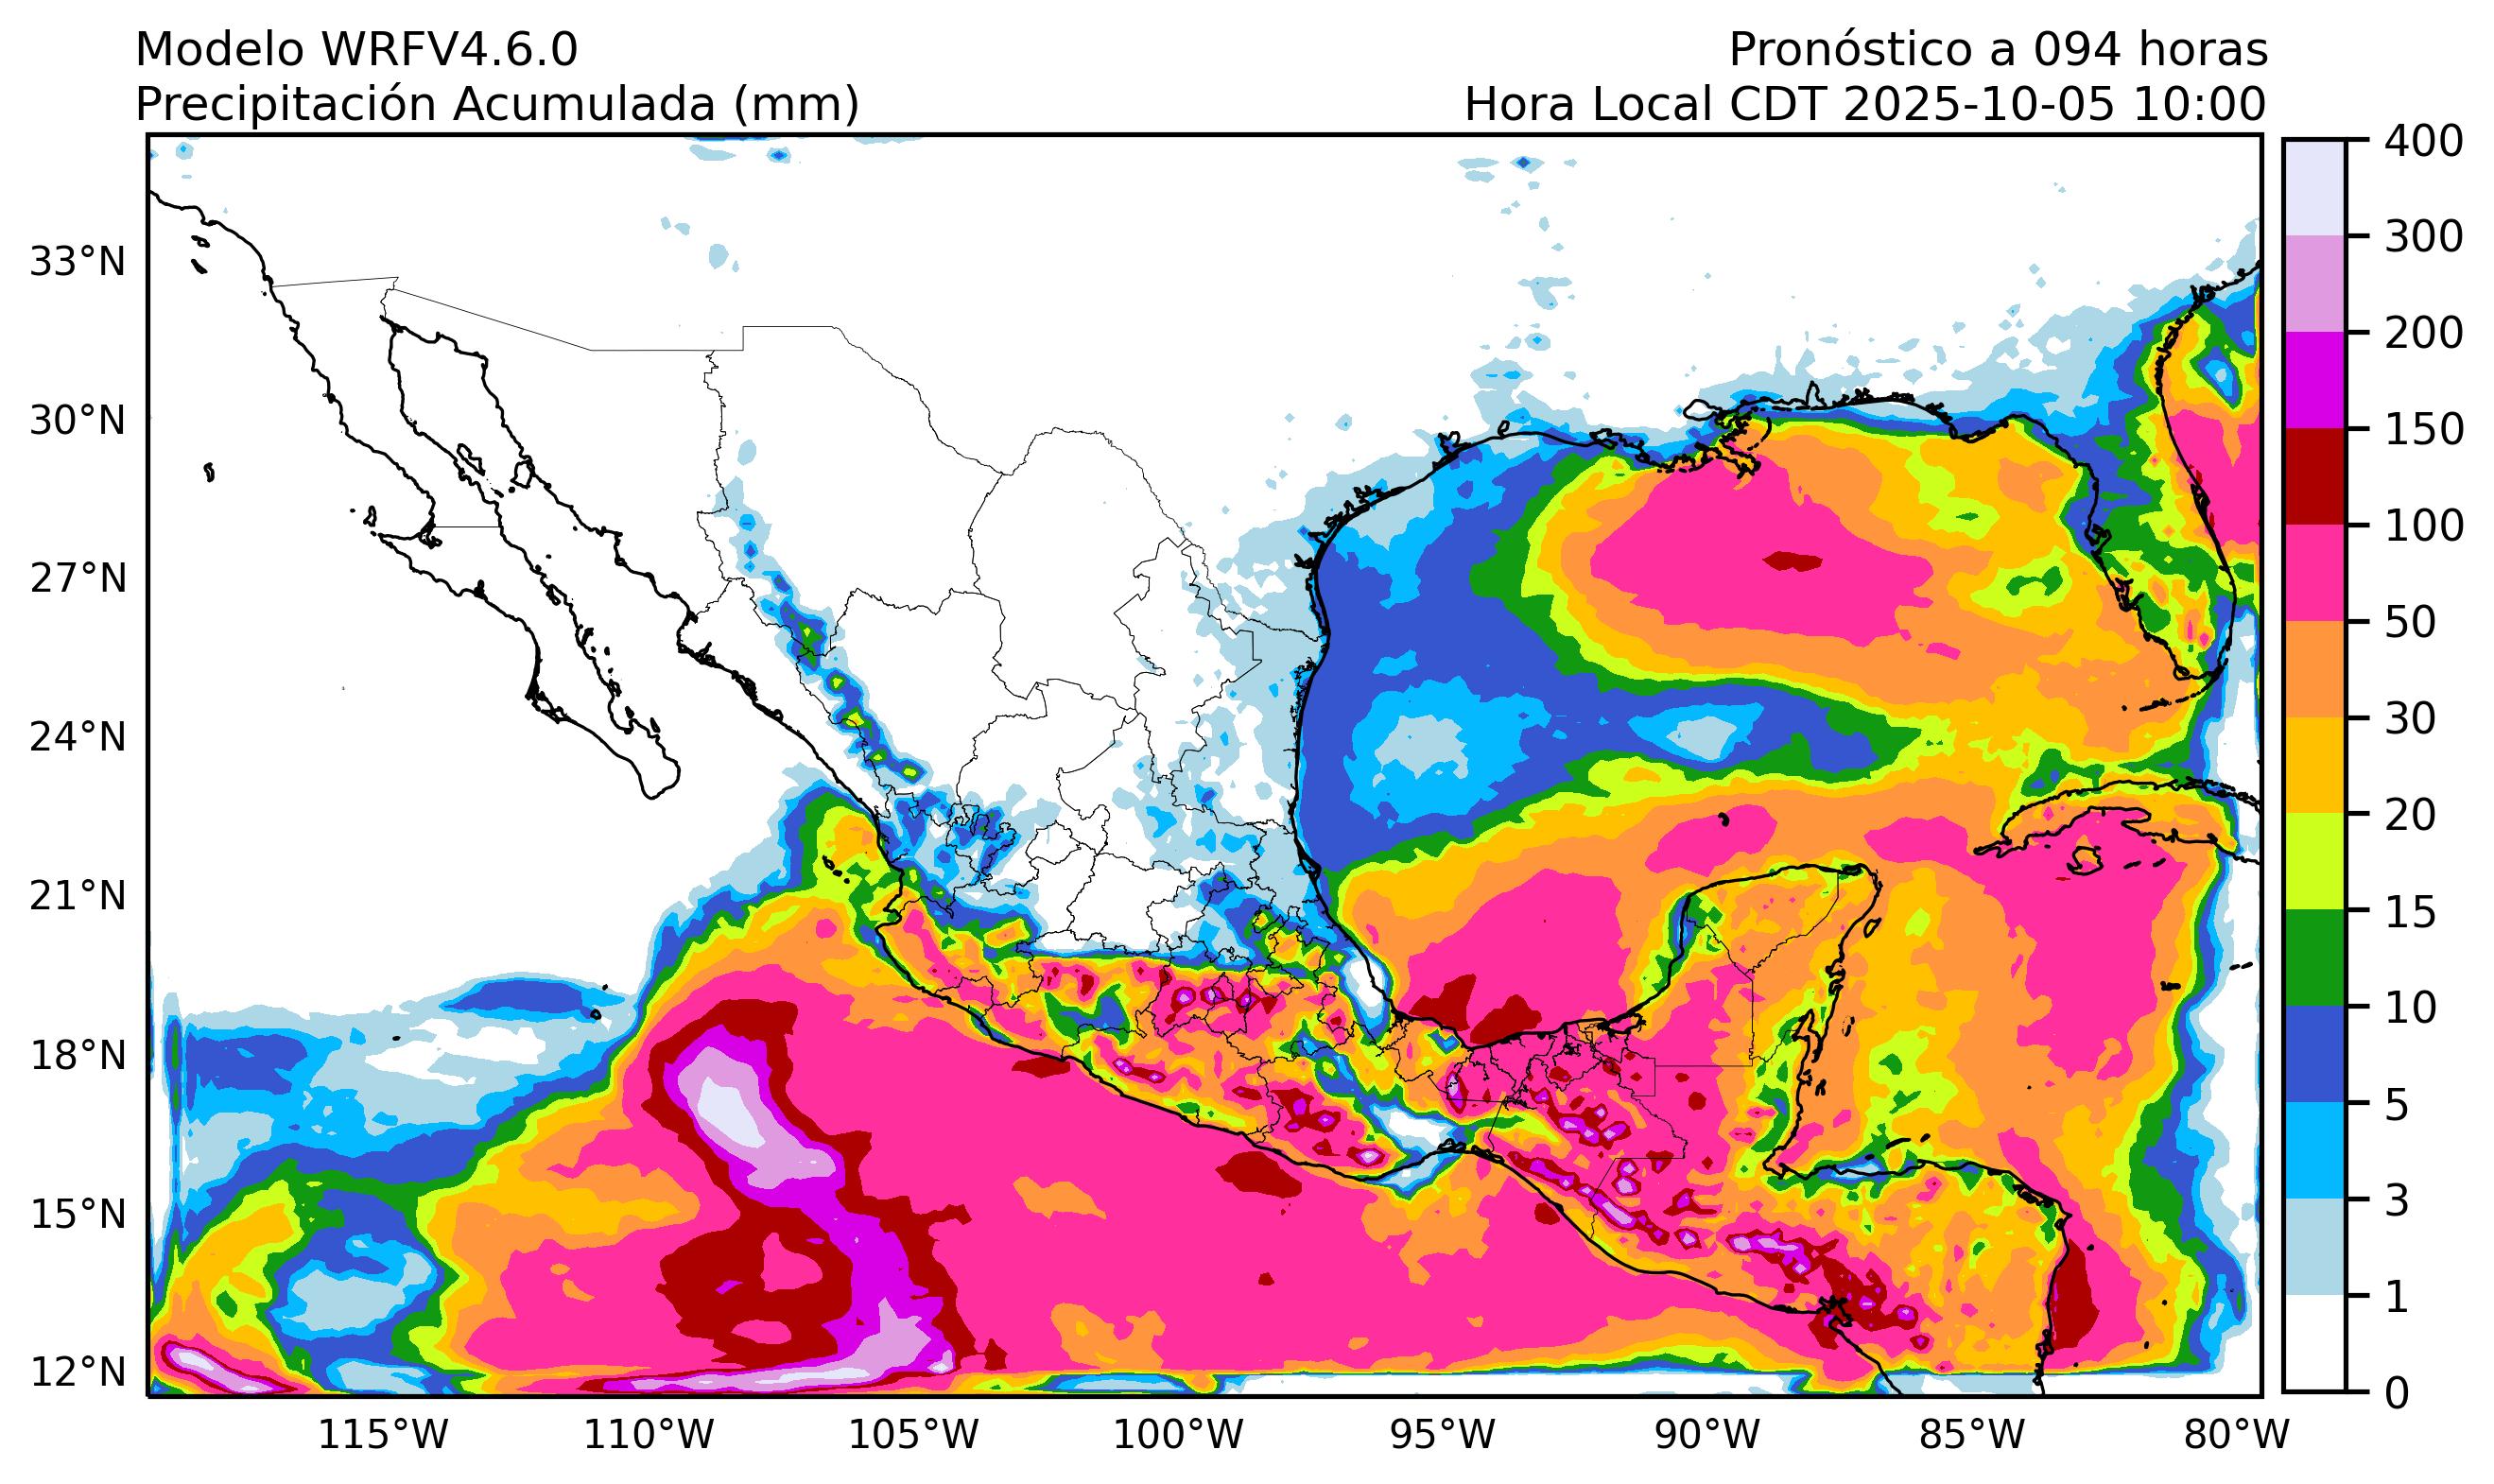 Modelo WRFV4.6.0
Pronóstico a 094 horas
Precipitación Acumulada (mm)
Hora Local CDT 2025-10-05 10:00
33°N
30°N
27°N
24°N
21°N
18°N
15°N
12°N
115°W
110°W
105°W
100°W
95°W
90°W
85°W
80°W
400
300
200
150
100
50
30
20
15
10
5
3
1
0